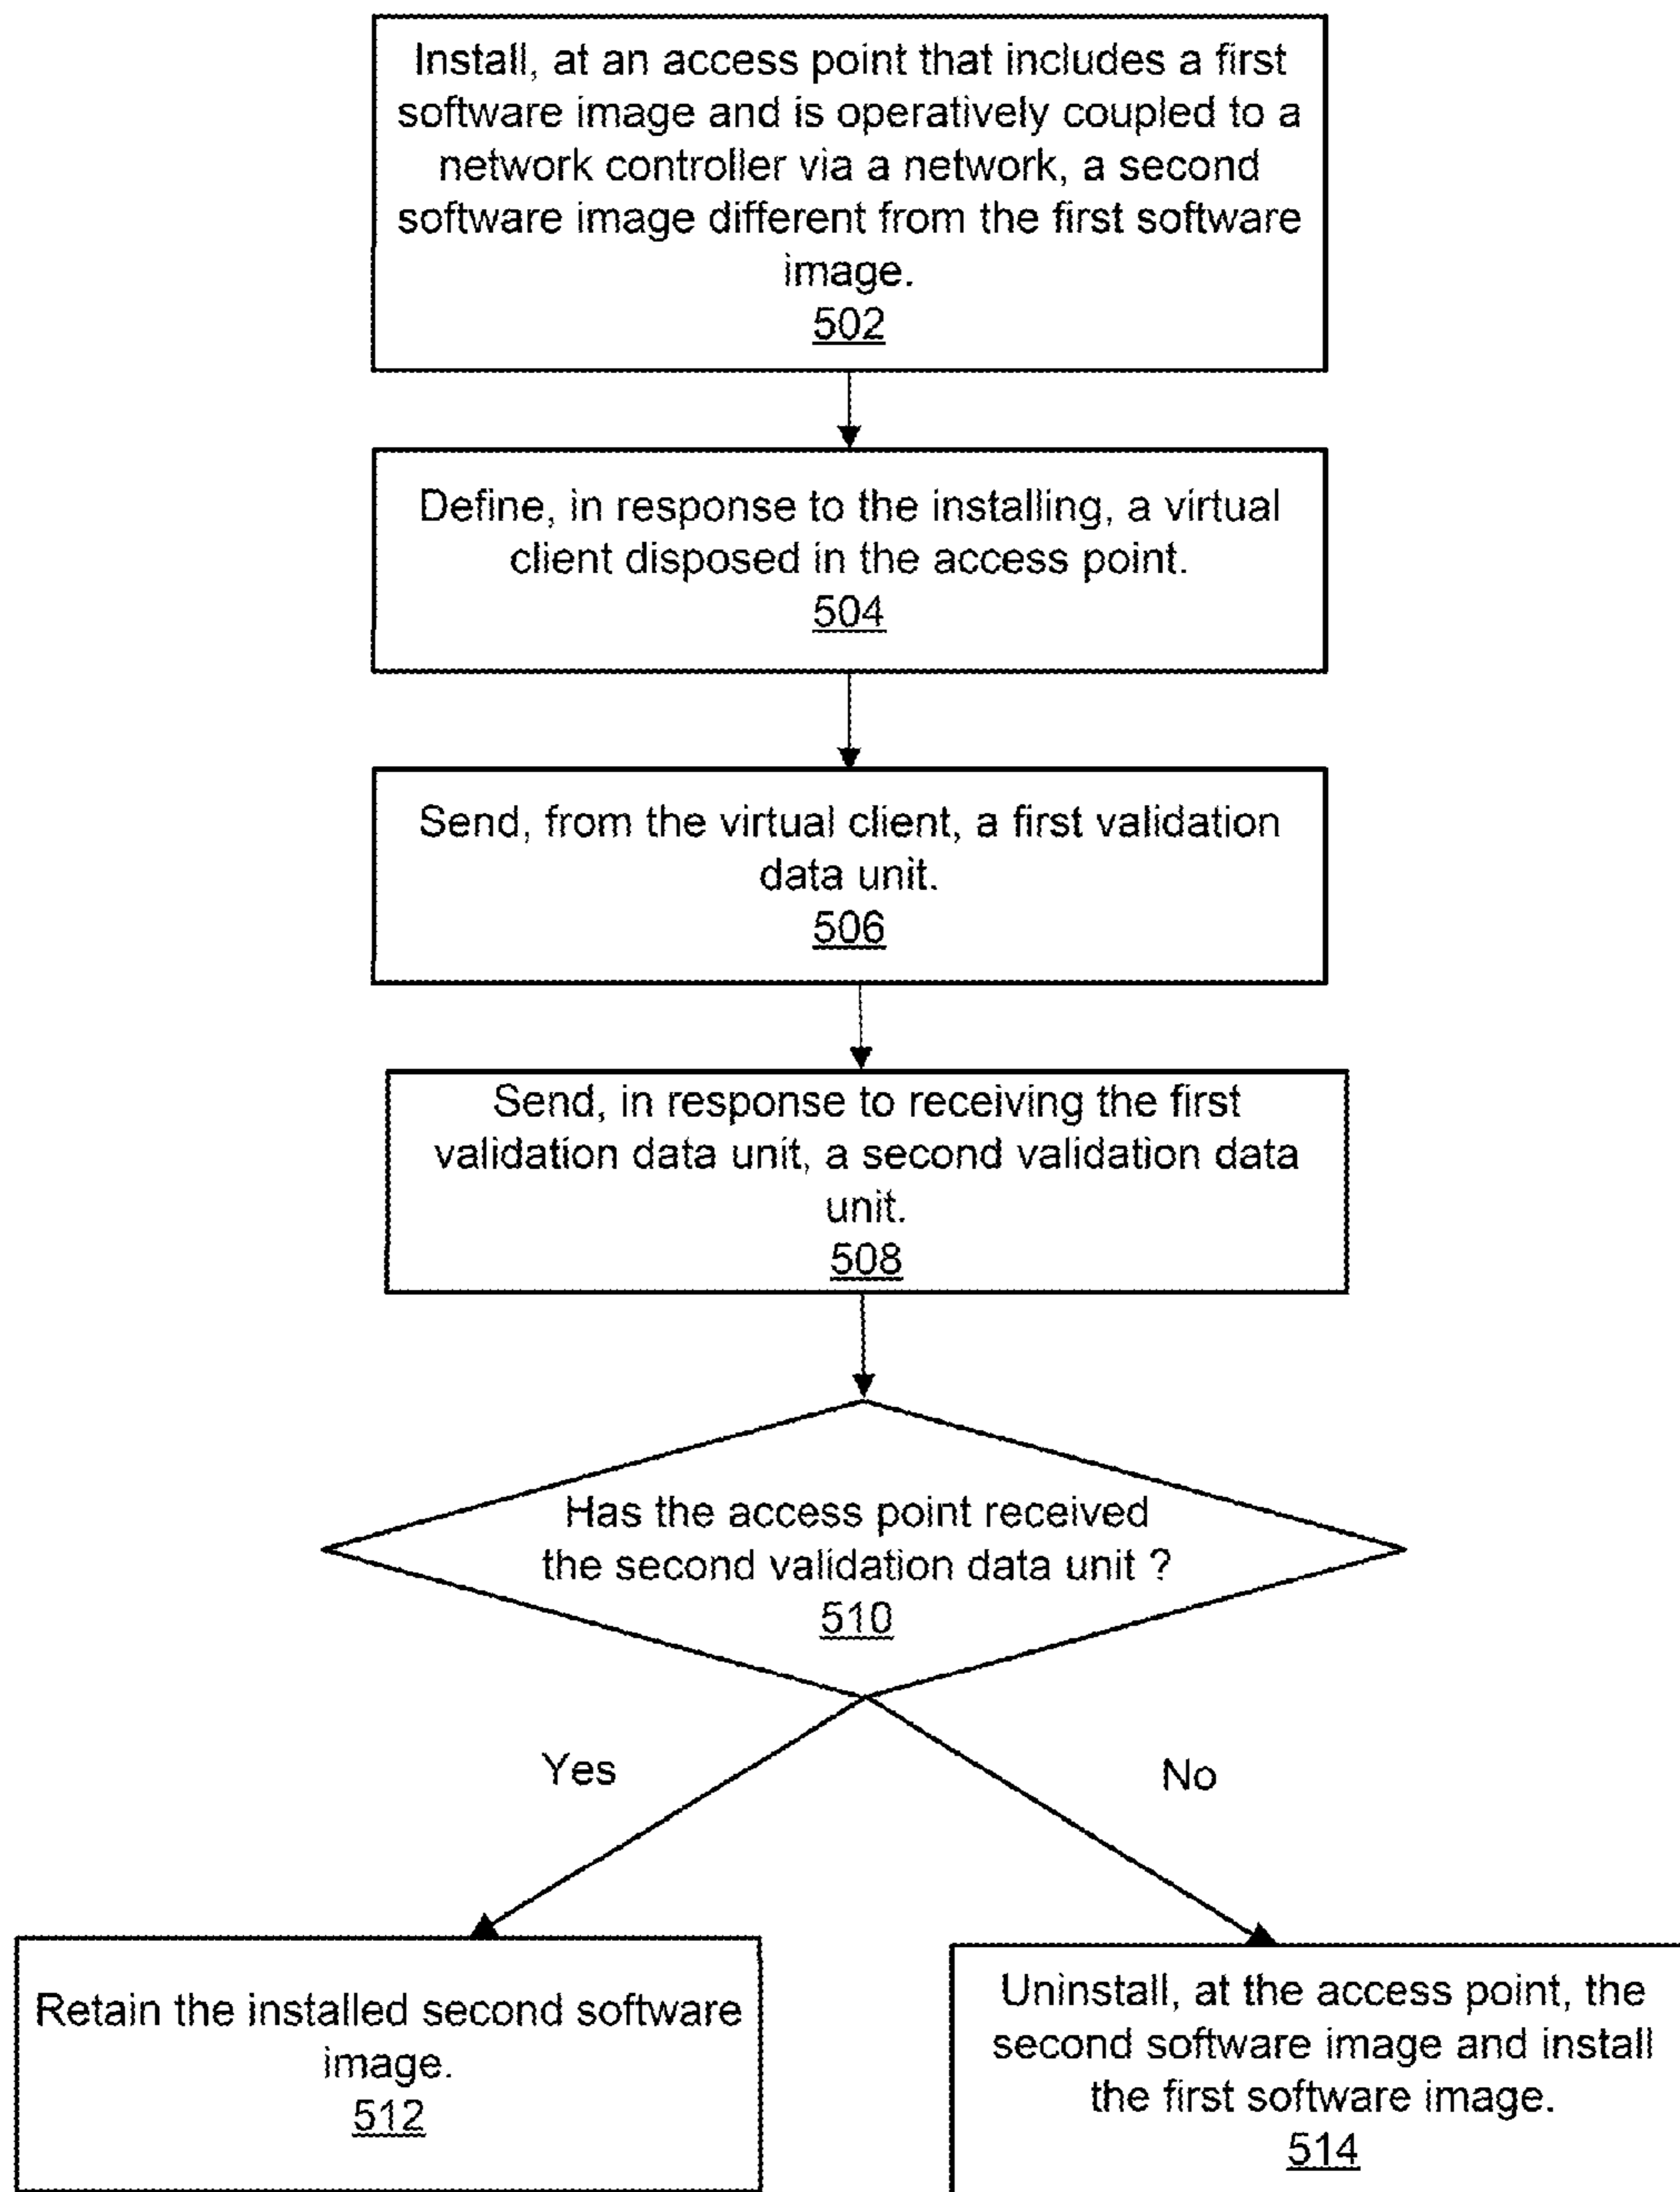 Install, at an access point that includes a first
software image and is operatively coupled to a
network controller via a network, a second
software image different from the first software
image.
502
Define, in response to the installing, a virtual
client disposed in the access point.
504
Send, from the virtual client, a first validation
data unit.
506
Send, in response to receiving the first
validation data unit, a second validation data
unit.
508
Has the access point received
the second validation data unit ?
510
Yes
No
Retain the installed second software
image.
512
Uninstall, at the access point, the
second software image and install
the first software image.
514